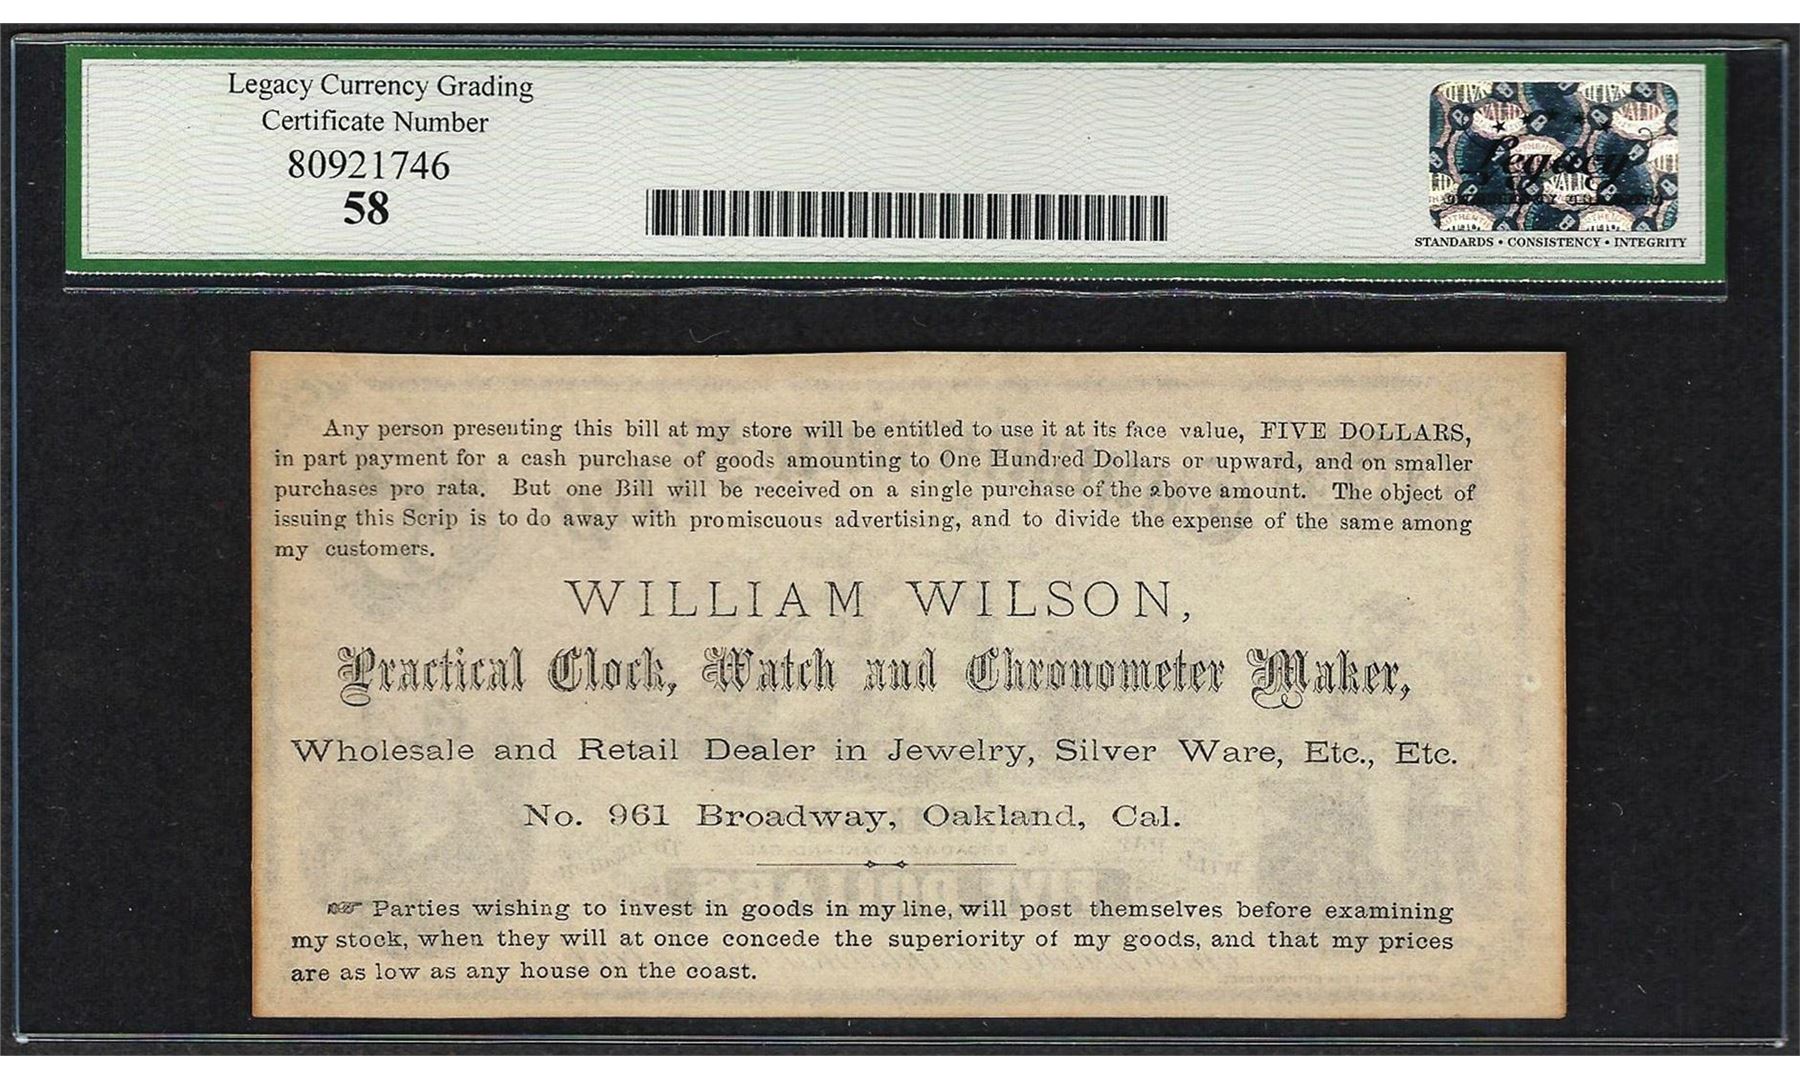 Legacy Currency Grading
Certificate Number
80921746
58
Legacy
STANDARDS • CONSISTENCY • INTEGRITY
Any person presenting this bill at my store will be entitled to use it at its face value, FIVE DOLLARS,
in part payment for a cash purchase of goods amounting to One Hundred Dollars or upward, and on smaller
purchases pro rata. But one Bill will be received on a single purchase of the above amount. The object of
issuing this Scrip is to do away with promiscuous advertising, and to divide the expense of the same among
my customers.
WILLIAM WILSON,
Practical Clock, Watch and Chronometer Maker,
Wholesale and Retail Dealer in Jewelry, Silver Ware, Etc., Etc.
No. 961 Broadway, Oakland, Cal.
☞ Parties wishing to invest in goods in my line, will post themselves before examining
my stock, when they will at once concede the superiority of my goods, and that my prices
are as low as any house on the coast.